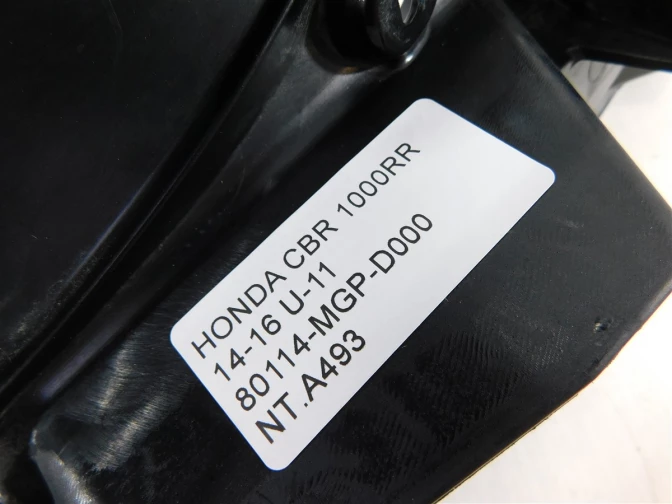 HONDA CBR 1000RR
14-16 U-11
80114-MGP-D000
NT.A493